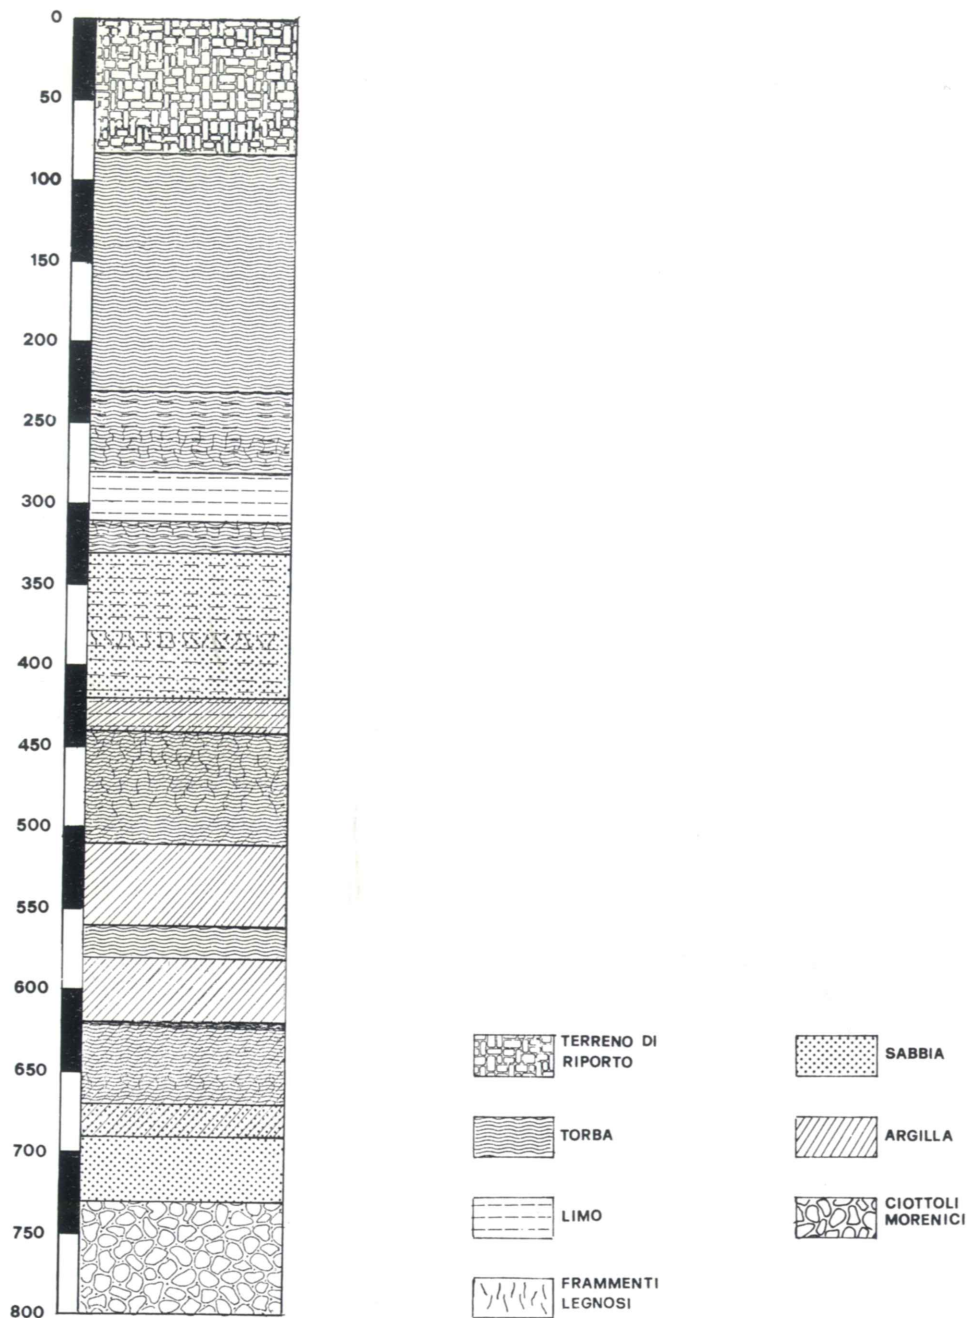 0
50
100
150
200
250
300
350
400
450
500
550
600
650
700
750
800
TERRENO DI
RIPORTO
TORBA
LIMO
FRAMMENTI
LEGNOSI
SABBIA
ARGILLA
CIOTTOLI
MORENICI